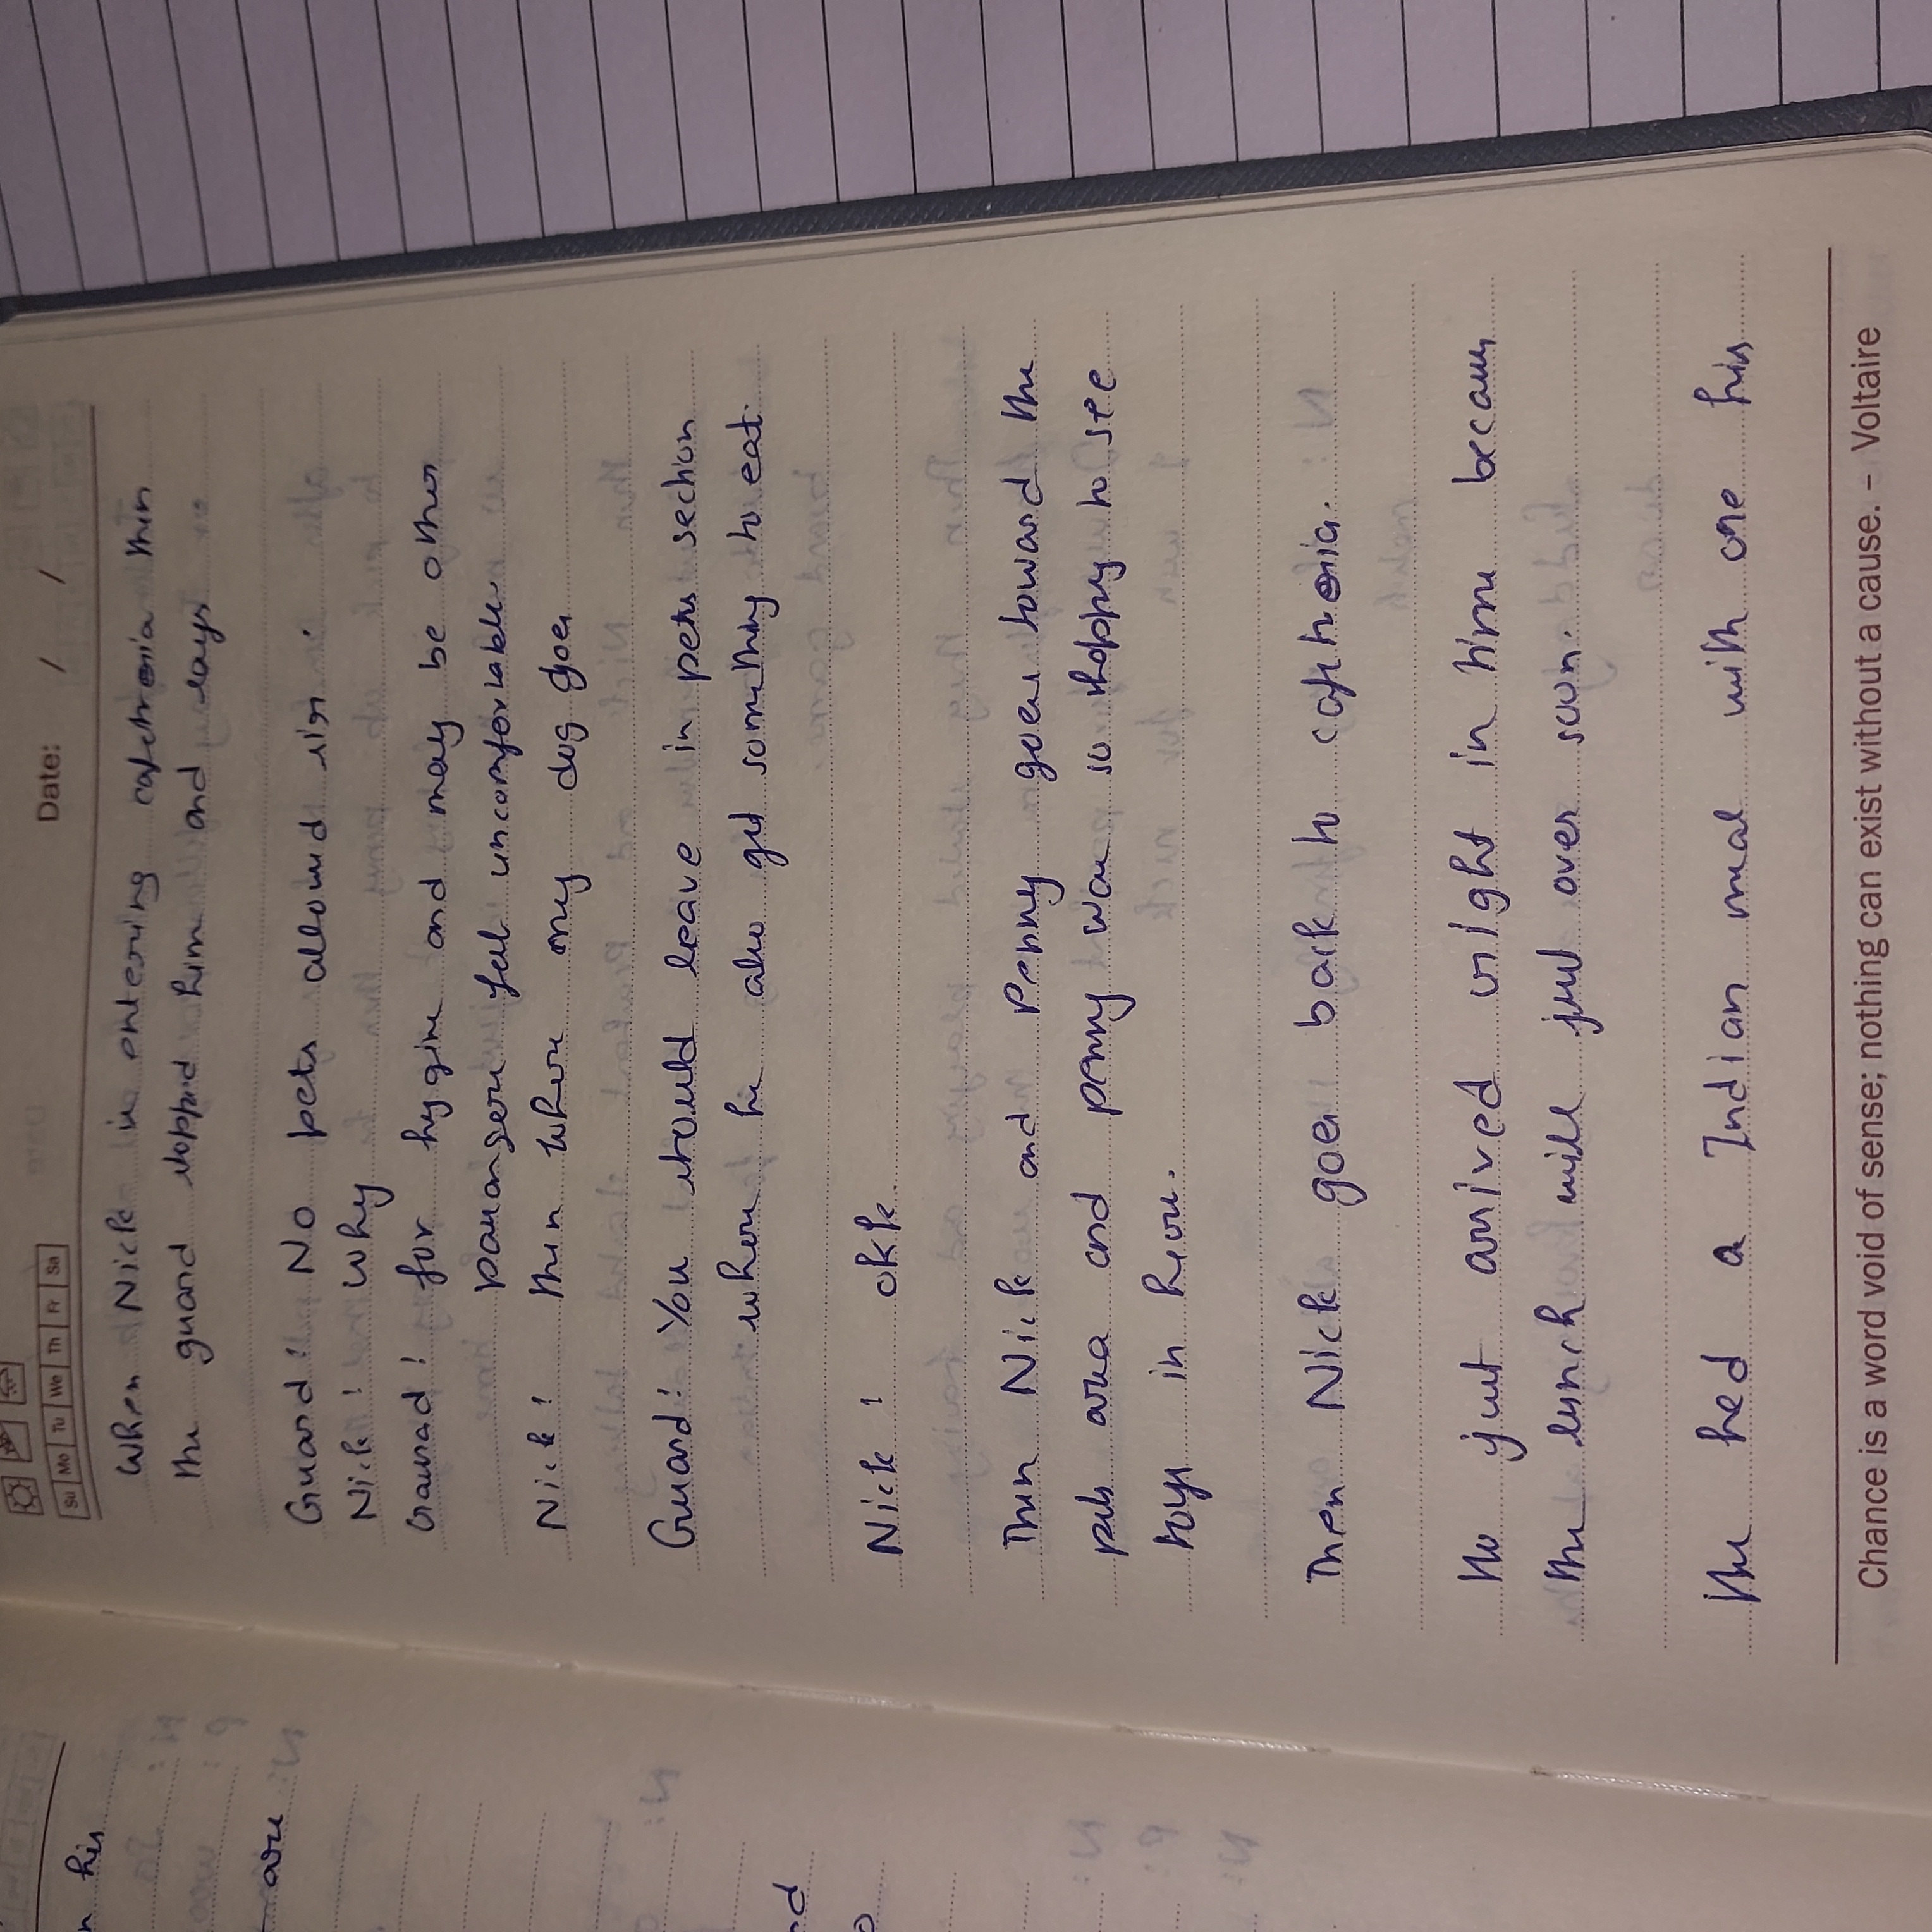 n his
are
nd
Su Mo Tu We Th Fr Sa
Date: / /
When Nick is entering cafetroria then
the guard stopped him and says
Guard: No pets allowed sir.
Nick: Why
Gaurad: for hygine and may be other
passangers feel uncomfortable.
Nick: then where my dog goes
Guard: You should leave in pets section
where he also get something to eat.
Nick: okk.
Then Nick and Penny goes toward the
pets area and penny was so happy to see
toys in
Then Nick goes back to cafetroria.
He just arrived right in time because
the lunch will just over soon.
He hed a Indian meal with one his
Chance is a word void of sense; nothing can exist without a cause. – Voltaire